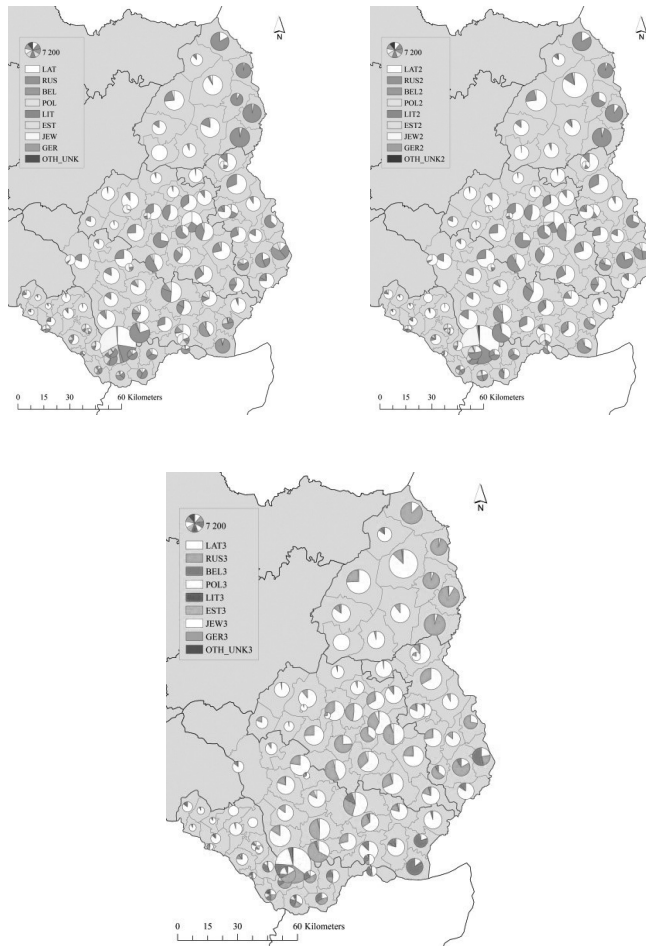 N
7 200
LAT
RUS
BEL
POL
LIT
EST
JEW
GER
OTH_UNK
0 15 30 60 Kilometers
N
7 200
LAT2
RUS2
BEL2
POL2
LIT2
EST2
JEW2
GER2
OTH_UNK2
0 15 30 60 Kilometers
N
7 200
LAT3
RUS3
BEL3
POL3
LIT3
EST3
JEW3
GER3
OTH_UNK3
0 15 30 60 Kilometers